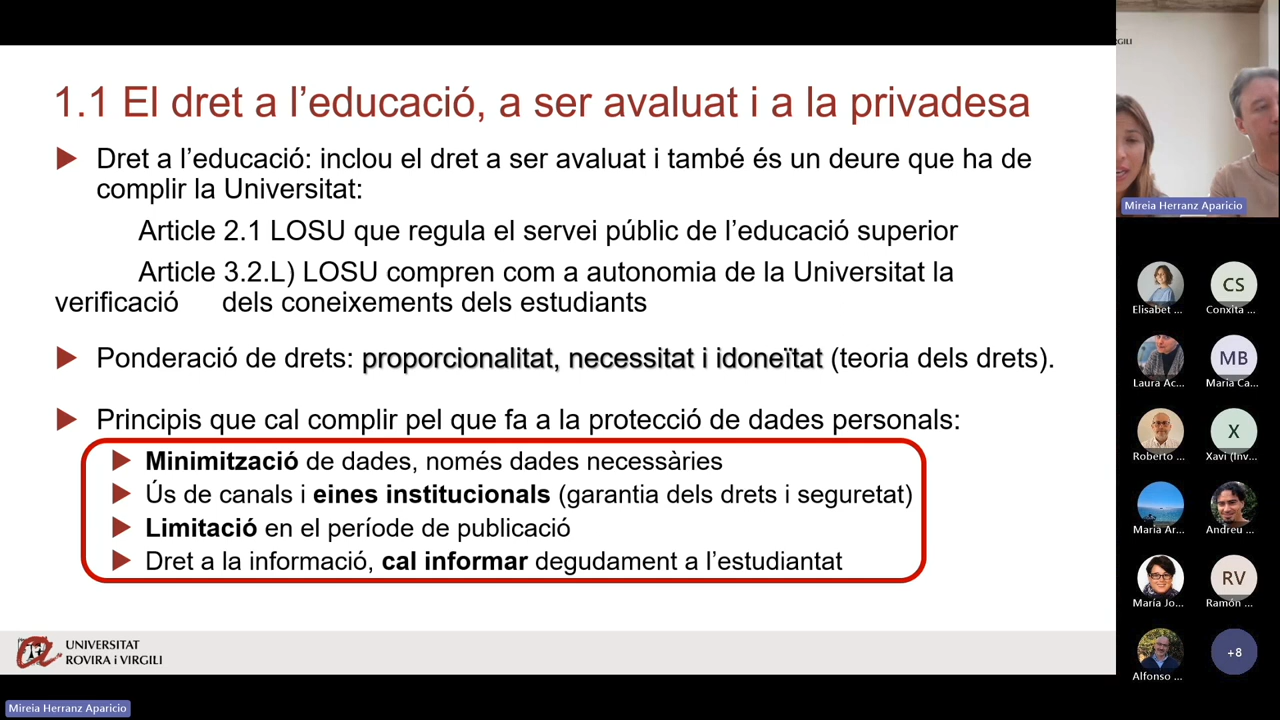 1.1 El dret a l’educació, a ser avaluat i a la privadesa
Dret a l’educació: inclou el dret a ser avaluat i també és un deure que ha de
complir la Universitat:
Article 2.1 LOSU que regula el servei públic de l’educació superior
Article 3.2.L) LOSU compren com a autonomia de la Universitat la
verificació dels coneixements dels estudiants
Ponderació de drets: proporcionalitat, necessitat i idoneïtat (teoria dels drets).
Principis que cal complir pel que fa a la protecció de dades personals:
Minimització de dades, només dades necessàries
Ús de canals i eines institucionals (garantia dels drets i seguretat)
Limitació en el període de publicació
Dret a la informació, cal informar degudament a l’estudiantat
UNIVERSITAT
ROVIRA i VIRGILI
Mireia Herranz Aparicio
VIRGILI
Mireia Herranz Aparicio
Elisabet ...
CS
Conxita ...
Laura Ac...
MB
Maria Ca...
Roberto ...
X
Xavi (Inv...
Maria Ar...
Andreu ...
María Jo...
RV
Ramón ...
Alfonso ...
+8